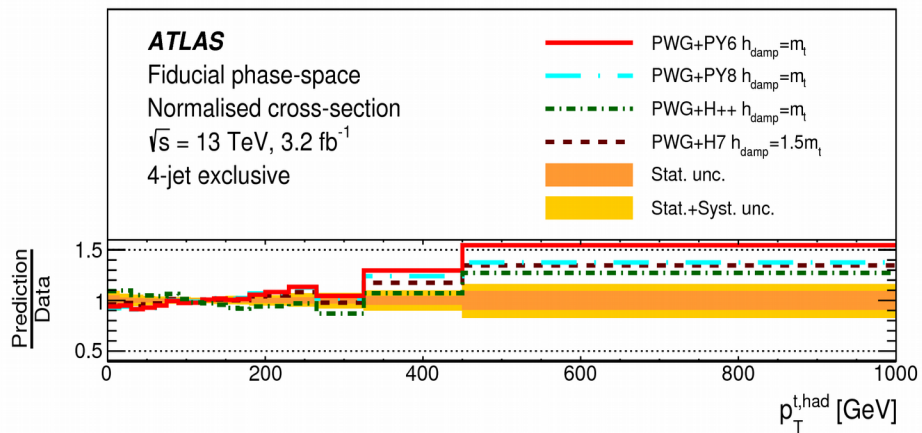 ATLAS
Fiducial phase-space
Normalised cross-section
√s = 13 TeV, 3.2 fb⁻¹
4-jet exclusive
PWG+PY6 h_damp=m_t
PWG+PY8 h_damp=m_t
PWG+H++ h_damp=m_t
PWG+H7 h_damp=1.5m_t
Stat. unc.
Stat.+Syst. unc.
Prediction
Data
1.5
1
0.5
0 200 400 600 800 1000
p_T^t,had [GeV]